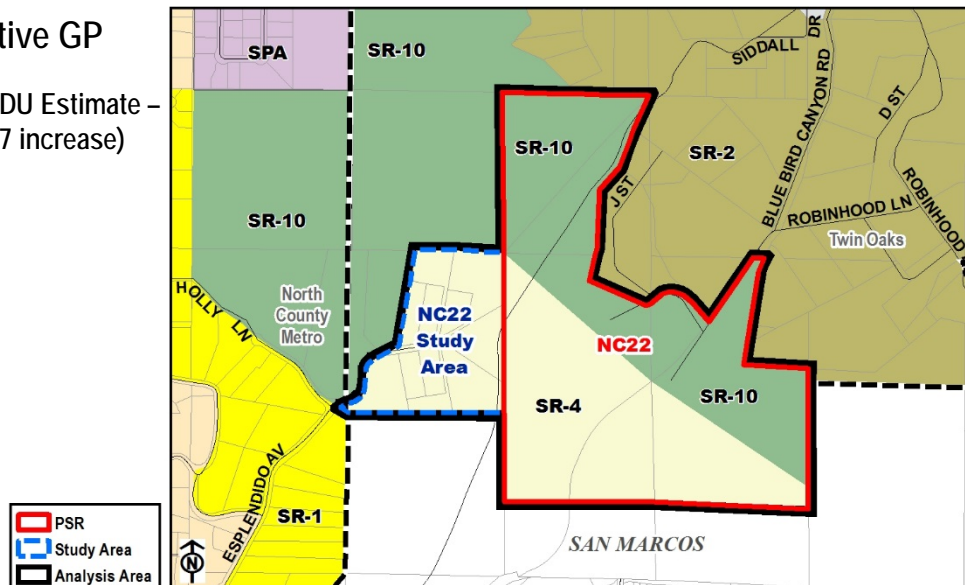 tive GP
DU Estimate –
7 increase)
SPA
SR-10
SIDDALL DR
BLUE BIRD CANYON RD
D ST
SR-10
SR-2
J ST
SR-10
ROBINHOOD LN
ROBINHOOD
Twin Oaks
HOLLY LN
North
County
Metro
NC22
Study
Area
NC22
SR-4
SR-10
ESPLENDIDO AV
SR-1
SAN MARCOS
PSR
Study Area
Analysis Area
N